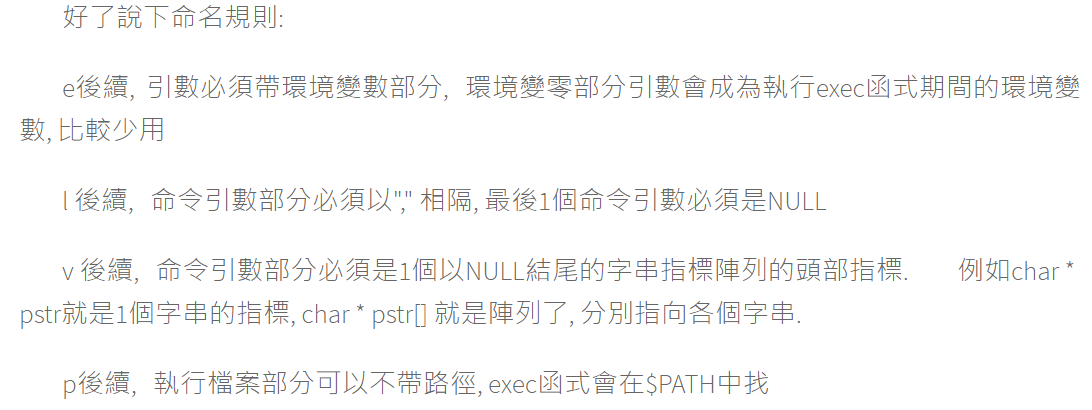 好了說下命名規則:
e後續, 引數必須帶環境變數部分, 環境變零部分引數會成為執行exec函式期間的環境變
數, 比較少用
l 後續, 命令引數部分必須以"," 相隔, 最後1個命令引數必須是NULL
v 後續, 命令引數部分必須是1個以NULL結尾的字串指標陣列的頭部指標. 例如char *
pstr就是1個字串的指標, char * pstr[] 就是陣列了, 分別指向各個字串.
p後續, 執行檔案部分可以不帶路徑, exec函式會在$PATH中找